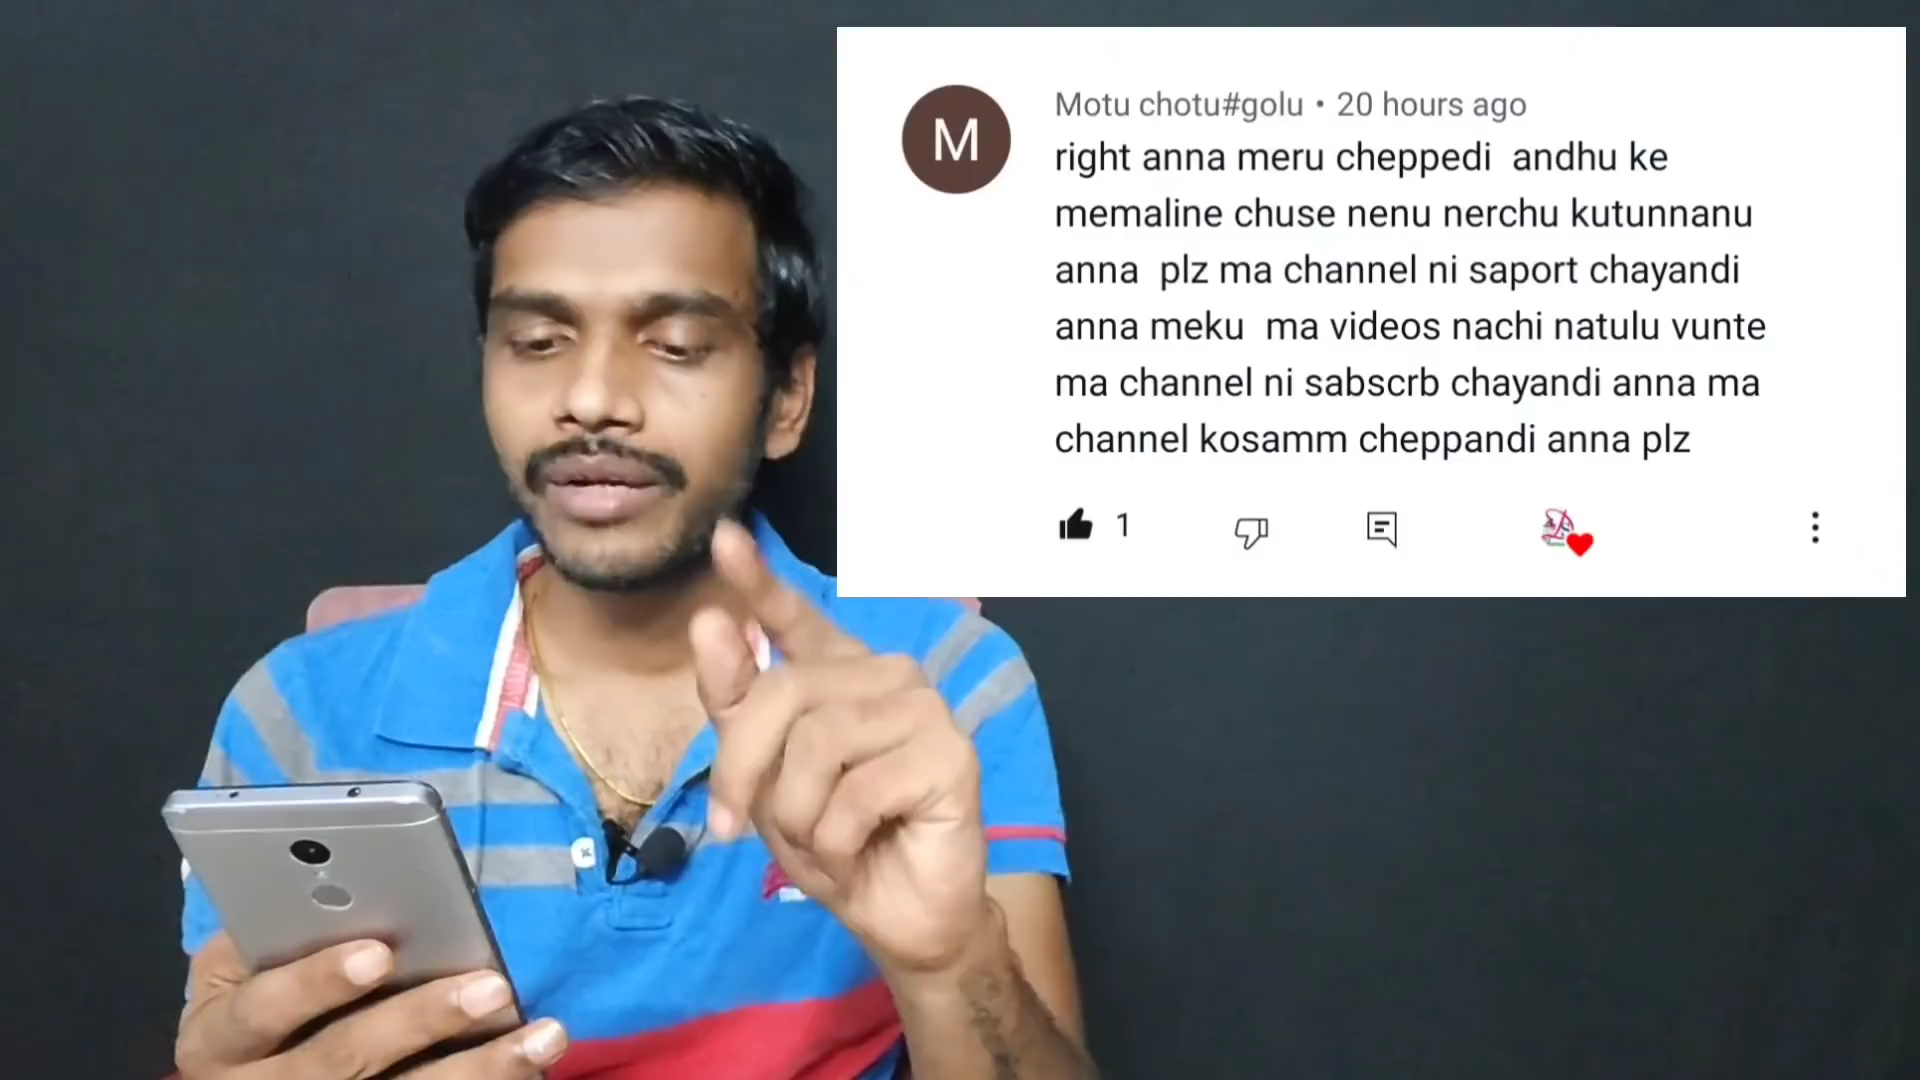 M
Motu chotu#golu • 20 hours ago
right anna meru cheppedi  andhu ke
memaline chuse nenu nerchu kutunnanu
anna  plz ma channel ni saport chayandi
anna meku  ma videos nachi natulu vunte
ma channel ni sabscrb chayandi anna ma
channel kosamm cheppandi anna plz
1